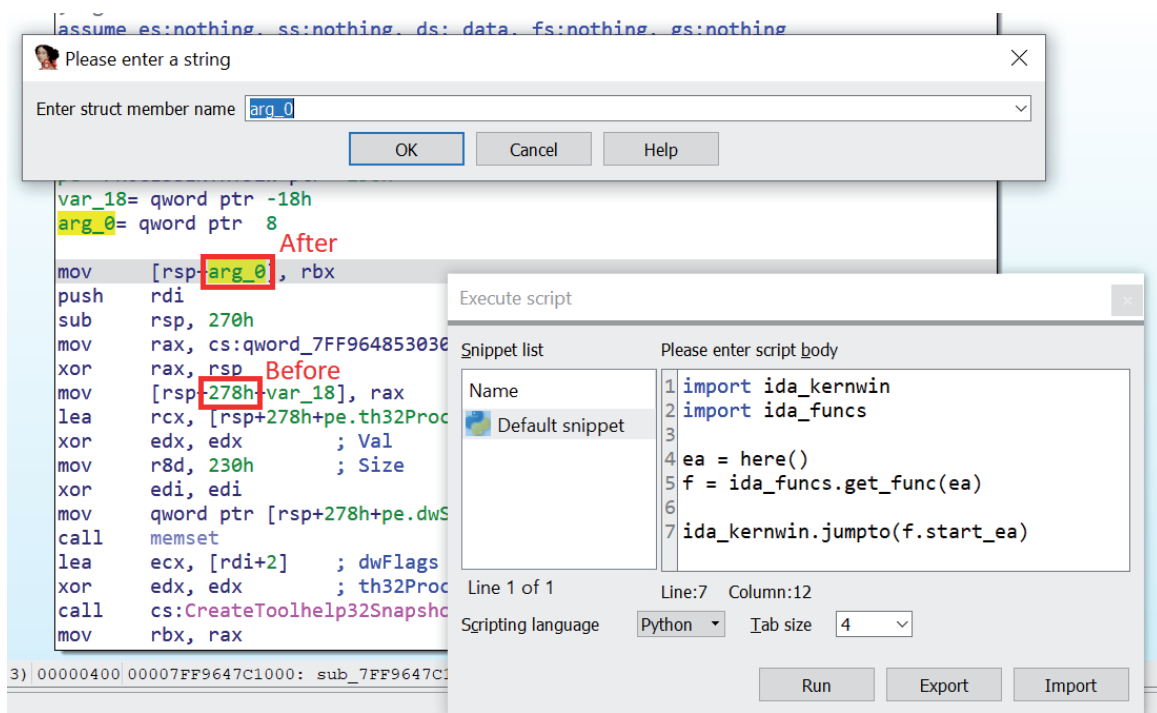 assume es:nothing, ss:nothing, ds:_data, fs:nothing, gs:nothing
Please enter a string
Enter struct member name arg_0
OK Cancel Help
var_18= qword ptr -18h
arg_0= qword ptr 8
After
mov [rsp+arg_0], rbx
push rdi
sub rsp, 270h
mov rax, cs:qword_7FF964853030
xor rax, rsp
Before
mov [rsp+278h+var_18], rax
lea rcx, [rsp+278h+pe.th32Proc
xor edx, edx ; Val
mov r8d, 230h ; Size
xor edi, edi
mov qword ptr [rsp+278h+pe.dwS
call memset
lea ecx, [rdi+2] ; dwFlags
xor edx, edx ; th32Proc
call cs:CreateToolhelp32Snapsho
mov rbx, rax
3) 00000400 00007FF9647C1000: sub_7FF9647C1
Execute script
Snippet list
Name
Default snippet
Line 1 of 1
Please enter script body
1 import ida_kernwin
2 import ida_funcs
3
4 ea = here()
5 f = ida_funcs.get_func(ea)
6
7 ida_kernwin.jumpto(f.start_ea)
Line:7 Column:12
Scripting language Python Tab size 4
Run Export Import